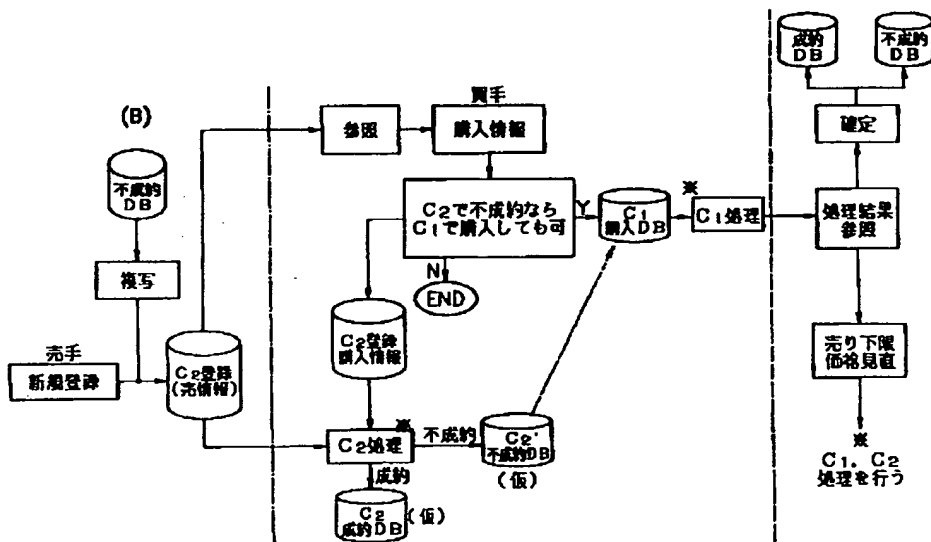 (B)
不成約
DB
複写
売手
新規登録
C2登録
(売情報)
参照
買手
購入情報
C2で不成約なら
C1で購入しても可
Y
N
END
C1
購入DB
※
C1処理
C2登録
購入情報
※
C2処理
不成約
成約
C2'
不成約DB
(仮)
C2
成約DB
(仮)
成約
DB
不成約
DB
確定
処理結果
参照
売り下限
価格見直
※
C1, C2
処理を行う